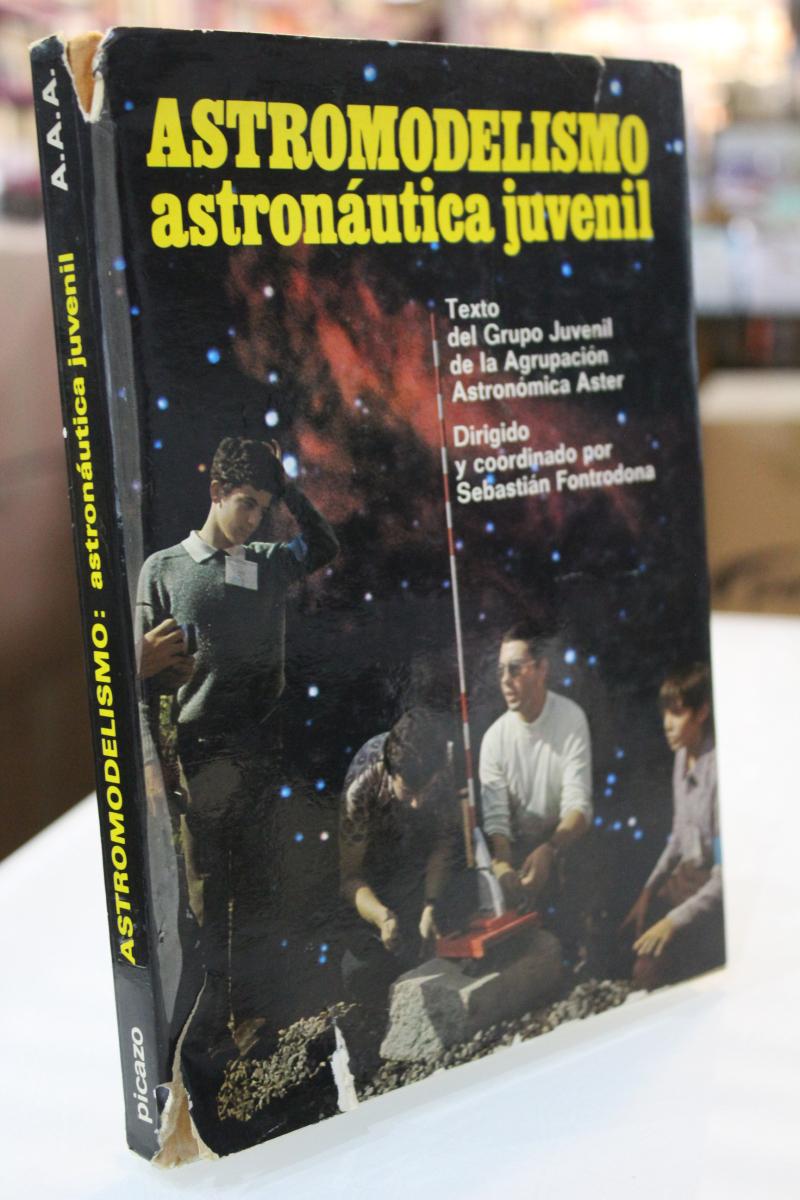 ASTROMODELISMO
astronáutica juvenil
Texto
del Grupo Juvenil
de la Agrupación
Astronómica Aster
Dirigido
y coordinado por
Sebastián Fontrodona
A.A.A.
ASTROMODELISMO: astronáutica juvenil
picazo